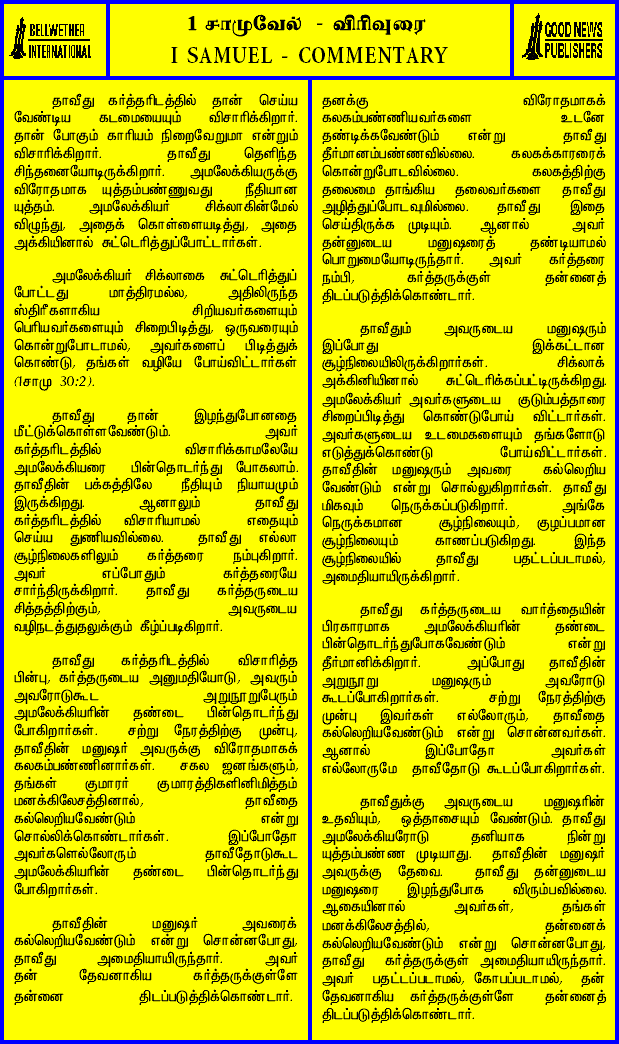 BELLWETHER
INTERNATIONAL
1 சாமுவேல் - விரிவுரை
I SAMUEL - COMMENTARY
GOOD NEWS
PUBLISHERS
தாவீது கர்த்தரிடத்தில் தான் செய்ய
வேண்டிய கடமையையும் விசாரிக்கிறார்.
தான் போகும் காரியம் நிறைவேறுமா என்றும்
விசாரிக்கிறார். தாவீது தெளிந்த
சிந்தனையோடிருக்கிறார். அமலேக்கியருக்கு
விரோதமாக யுத்தம்பண்ணுவது நீதியான
யுத்தம். அமலேக்கியர் சிக்லாகின்மேல்
விழுந்து, அதைக் கொள்ளையடித்து, அதை
அக்கியினால் சுட்டெரித்துப்போட்டார்கள்.
அமலேக்கியர் சிக்லாகை சுட்டெரித்துப்
போட்டது மாத்திரமல்ல, அதிலிருந்த
ஸ்திரீகளாகிய சிறியவர்களையும்
பெரியவர்களையும் சிறைபிடித்து, ஒருவரையும்
கொன்றுபோடாமல், அவர்களைப் பிடித்துக்
கொண்டு, தங்கள் வழியே போய்விட்டார்கள்
(1சாமு 30:2).
தாவீது தான் இழந்துபோனதை
மீட்டுக்கொள்ளவேண்டும். அவர்
கர்த்தரிடத்தில் விசாரிக்காமலேயே
அமலேக்கியரை பின்தொடர்ந்து போகலாம்.
தாவீதின் பக்கத்திலே நீதியும் நியாயமும்
இருக்கிறது. ஆனாலும் தாவீது
கர்த்தரிடத்தில் விசாரியாமல் எதையும்
செய்ய துணியவில்லை. தாவீது எல்லா
சூழ்நிலைகளிலும் கர்த்தரை நம்புகிறார்.
அவர் எப்போதும் கர்த்தரையே
சார்ந்திருக்கிறார். தாவீது கர்த்தருடைய
சித்தத்திற்கும், அவருடைய
வழிநடத்துதலுக்கும் கீழ்ப்படிகிறார்.
தாவீது கர்த்தரிடத்தில் விசாரித்த
பின்பு, கர்த்தருடைய அனுமதியோடு, அவரும்
அவரோடுகூட அறுநூறுபேரும்
அமலேக்கியரின் தண்டை பின்தொடர்ந்து
போகிறார்கள். சற்று நேரத்திற்கு முன்பு,
தாவீதின் மனுஷர் அவருக்கு விரோதமாகக்
கலகம்பண்ணினார்கள். சகல ஜனங்களும்,
தங்கள் குமாரர் குமாரத்திகளினிமித்தம்
மனக்கிலேசத்தினால், தாவீதை
கல்லெறியவேண்டும் என்று
சொல்லிக்கொண்டார்கள். இப்போதோ
அவர்களெல்லோரும் தாவீதோடுகூட
அமலேக்கியரின் தண்டை பின்தொடர்ந்து
போகிறார்கள்.
தாவீதின் மனுஷர் அவரைக்
கல்லெறியவேண்டும் என்று சொன்னபோது,
தாவீது அமைதியாயிருந்தார். அவர்
தன் தேவனாகிய கர்த்தருக்குள்ளே
தன்னை திடப்படுத்திக்கொண்டார்.
தனக்கு விரோதமாகக்
கலகம்பண்ணியவர்களை உடனே
தண்டிக்கவேண்டும் என்று தாவீது
தீர்மானம்பண்ணவில்லை. கலகக்காரரைக்
கொன்றுபோடவில்லை. கலகத்திற்கு
தலைமை தாங்கிய தலைவர்களை தாவீது
அழித்துப்போடவுமில்லை. தாவீது இதை
செய்திருக்க முடியும். ஆனால் அவர்
தன்னுடைய மனுஷரைத் தண்டியாமல்
பொறுமையோடிருந்தார். அவர் கர்த்தரை
நம்பி, கர்த்தருக்குள் தன்னைத்
திடப்படுத்திக்கொண்டார்.
தாவீதும் அவருடைய மனுஷரும்
இப்போது இக்கட்டான
சூழ்நிலையிலிருக்கிறார்கள். சிக்லாக்
அக்கினியினால் சுட்டெரிக்கப்பட்டிருக்கிறது.
அமலேக்கியர் அவர்களுடைய குடும்பத்தாரை
சிறைப்பிடித்து கொண்டுபோய் விட்டார்கள்.
அவர்களுடைய உடமைகளையும் தங்களோடு
எடுத்துக்கொண்டு போய்விட்டார்கள்.
தாவீதின் மனுஷரும் அவரை கல்லெறிய
வேண்டும் என்று சொல்லுகிறார்கள். தாவீது
மிகவும் நெருக்கப்படுகிறார். அங்கே
நெருக்கமான சூழ்நிலையும், குழப்பமான
சூழ்நிலையும் காணப்படுகிறது. இந்த
சூழ்நிலையில் தாவீது பதட்டப்படாமல்,
அமைதியாயிருக்கிறார்.
தாவீது கர்த்தருடைய வார்த்தையின்
பிரகாரமாக அமலேக்கியரின் தண்டை
பின்தொடர்ந்துபோகவேண்டும் என்று
தீர்மானிக்கிறார். அப்போது தாவீதின்
அறுநூறு மனுஷரும் அவரோடு
கூடப்போகிறார்கள். சற்று நேரத்திற்கு
முன்பு இவர்கள் எல்லோரும், தாவீதை
கல்லெறியவேண்டும் என்று சொன்னவர்கள்.
ஆனால் இப்போதோ அவர்கள்
எல்லோருமே தாவீதோடு கூடப்போகிறார்கள்.
தாவீதுக்கு அவருடைய மனுஷரின்
உதவியும், ஒத்தாசையும் வேண்டும். தாவீது
அமலேக்கியரோடு தனியாக நின்று
யுத்தம்பண்ண முடியாது. தாவீதின் மனுஷர்
அவருக்கு தேவை. தாவீது தன்னுடைய
மனுஷரை இழந்துபோக விரும்பவில்லை.
ஆகையினால் அவர்கள், தங்கள்
மனக்கிலேசத்தில், தன்னைக்
கல்லெறியவேண்டும் என்று சொன்னபோது,
தாவீது கர்த்தருக்குள் அமைதியாயிருந்தார்.
அவர் பதட்டப்படாமல், கோபப்படாமல், தன்
தேவனாகிய கர்த்தருக்குள்ளே தன்னைத்
திடப்படுத்திக்கொண்டார்.